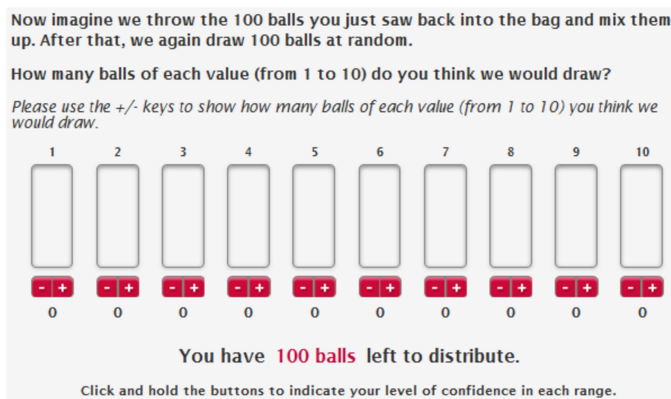 Now imagine we throw the 100 balls you just saw back into the bag and mix them
up. After that, we again draw 100 balls at random.
How many balls of each value (from 1 to 10) do you think we would draw?
Please use the +/- keys to show how many balls of each value (from 1 to 10) you think we
would draw.
1 2 3 4 5 6 7 8 9 10
- + - + - + - + - + - + - + - + - + - +
0 0 0 0 0 0 0 0 0 0
You have 100 balls left to distribute.
Click and hold the buttons to indicate your level of confidence in each range.